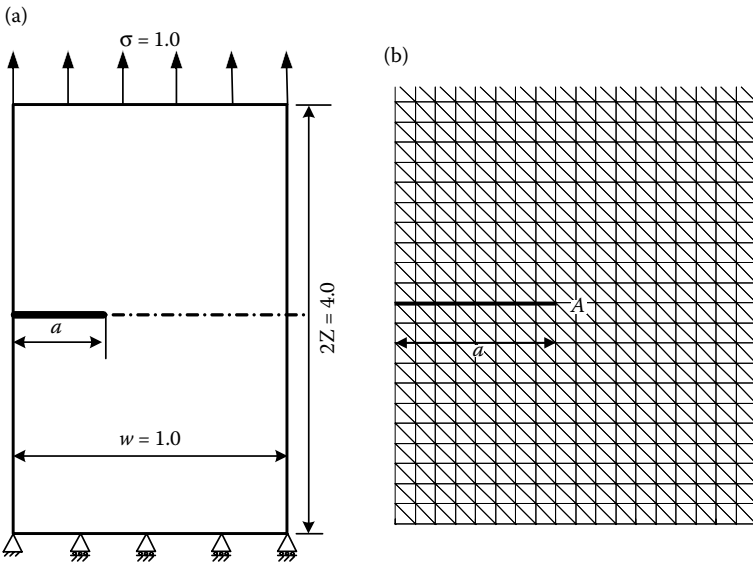 (a)
σ = 1.0
a
2Z = 4.0
w = 1.0
(b)
A
a